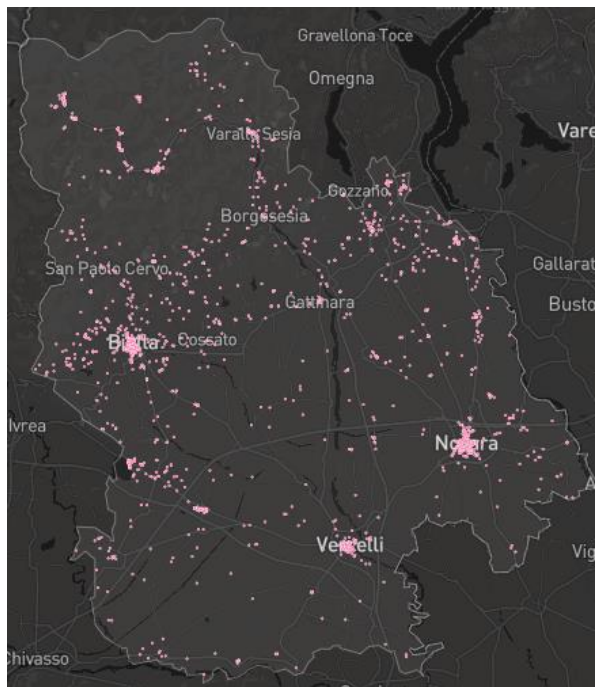 Gravellona Toce
Omegna
Vare
Varallo Sesia
Gozzano
Borgosesia
Gallarat
San Paolo Cervo
Busto
Gattinara
Biella
Cossato
Ivrea
Novara
A
Vercelli
Vig
Chivasso